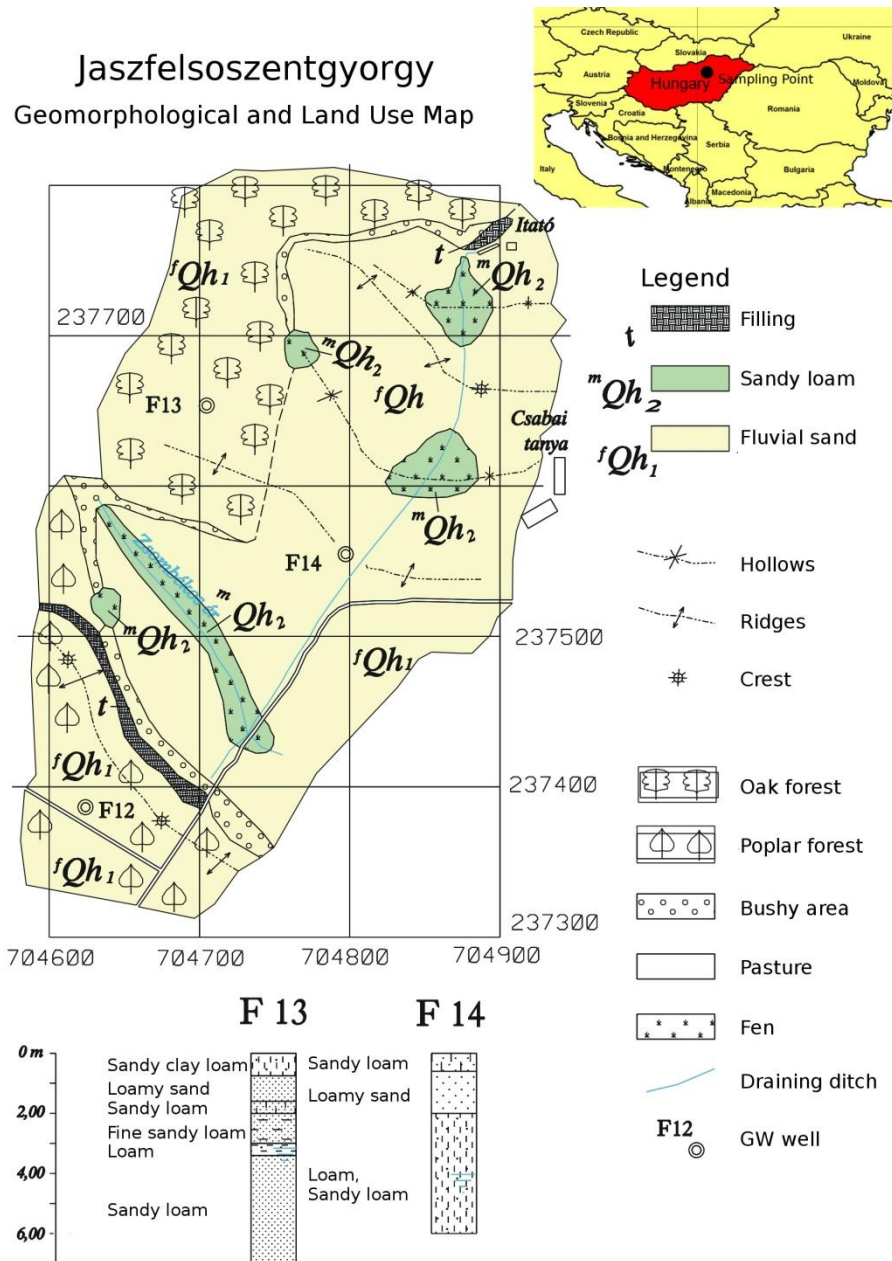 Jaszfelsoszentgyorgy
Geomorphological and Land Use Map
Czech Republic
Ukraine
Slovakia
Austria
Hungary
Sampling Point
Moldova
Slovenia
Croatia
Romania
Bosnia and Herzegovina
Serbia
Italy
Montenegro
Bulgaria
Macedonia
Albania
Itató
t
fQh1
mQh2
237700
mQh2
fQh
F13
Csabai
tanya
mQh2
F14
mQh2
mQh2
237500
fQh1
t
fQh1
237400
F12
fQh1
237300
704600
704700
704800
704900
Legend
t
Filling
mQh2
Sandy loam
fQh1
Fluvial sand
Hollows
Ridges
Crest
Oak forest
Poplar forest
Bushy area
Pasture
Fen
Draining ditch
F12
GW well
F 13
F 14
0 m
Sandy clay loam
Sandy loam
Loamy sand
Loamy sand
2,00
Sandy loam
Fine sandy loam
Loam
4,00
Loam,
Sandy loam
Sandy loam
6,00